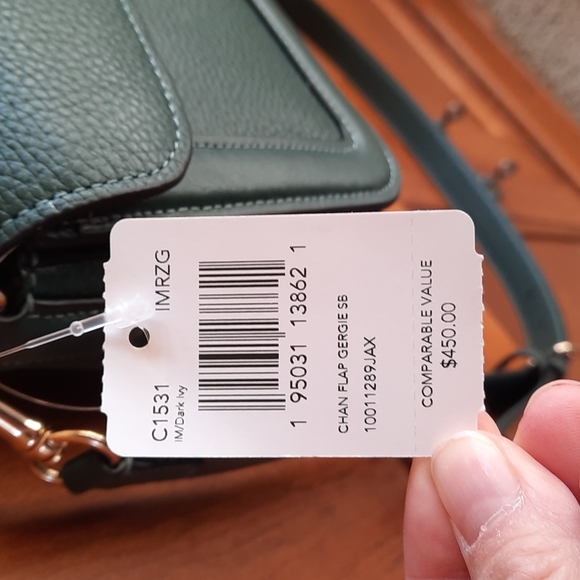 C1531 IMRZG
IM/Dark Ivy
1 95031 13862 1
CHAN FLAP GERGIE SB
10011289JAX
COMPARABLE VALUE
$450.00